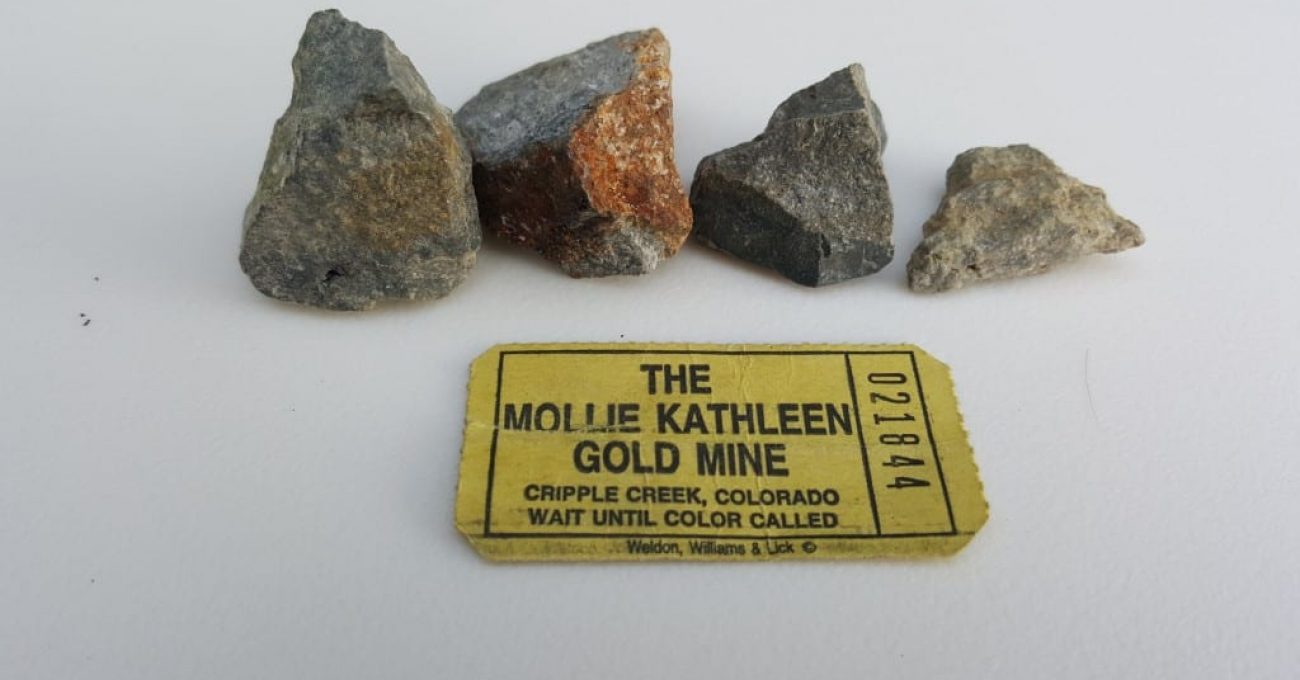 THE
MOLLIE KATHLEEN
GOLD MINE
CRIPPLE CREEK, COLORADO
WAIT UNTIL COLOR CALLED
Weldon, Williams & Lick ©
021844